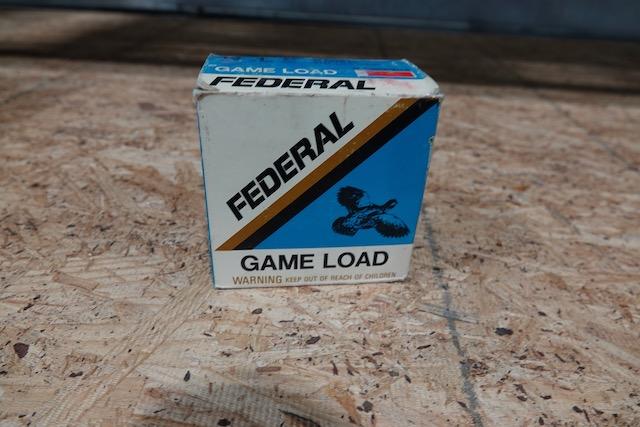 GAME LOAD
FEDERAL
FEDERAL
GAME LOAD
WARNING KEEP OUT OF REACH OF CHILDREN